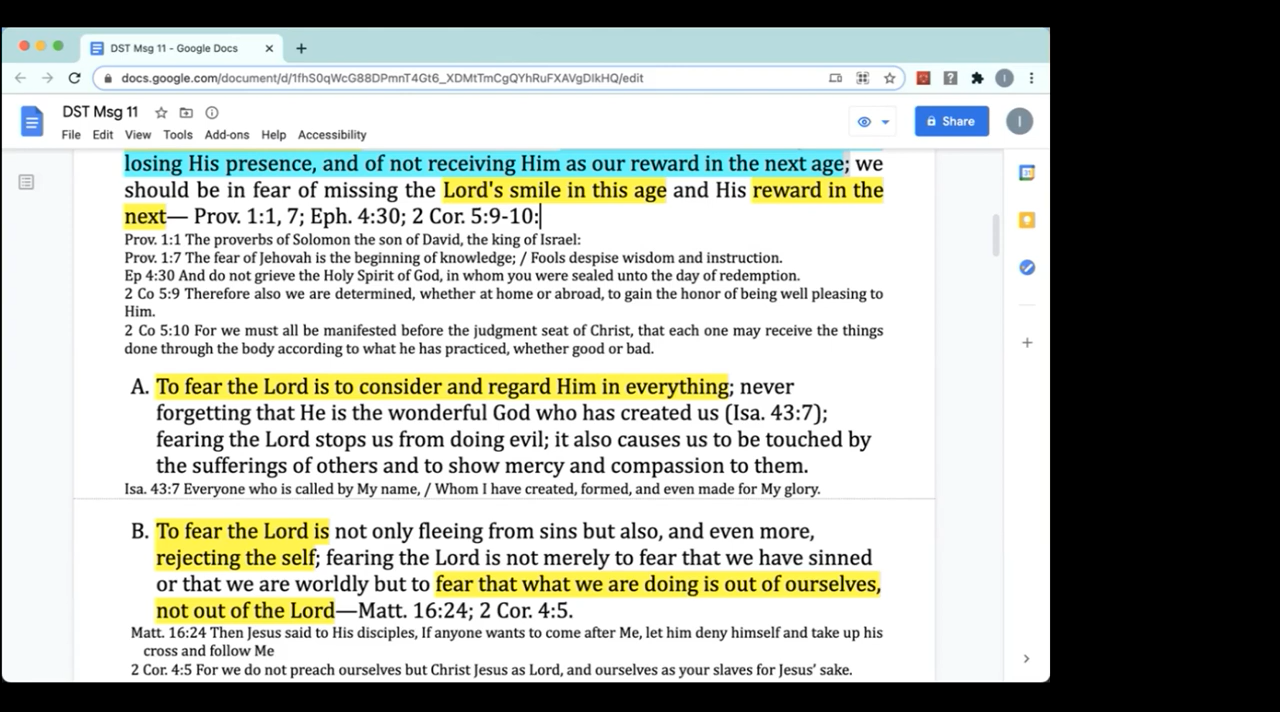 DST Msg 11 - Google Docs
docs.google.com/document/d/1fhS0qWcG88DPmnT4Gt6_XDMtTmCgQYhRuFXAVgDlkHQ/edit
DST Msg 11
File Edit View Tools Add-ons Help Accessibility
Share
I
losing His presence, and of not receiving Him as our reward in the next age; we
should be in fear of missing the Lord's smile in this age and His reward in the
next— Prov. 1:1, 7; Eph. 4:30; 2 Cor. 5:9-10:
Prov. 1:1 The proverbs of Solomon the son of David, the king of Israel:
Prov. 1:7 The fear of Jehovah is the beginning of knowledge; / Fools despise wisdom and instruction.
Ep 4:30 And do not grieve the Holy Spirit of God, in whom you were sealed unto the day of redemption.
2 Co 5:9 Therefore also we are determined, whether at home or abroad, to gain the honor of being well pleasing to
Him.
2 Co 5:10 For we must all be manifested before the judgment seat of Christ, that each one may receive the things
done through the body according to what he has practiced, whether good or bad.
A. To fear the Lord is to consider and regard Him in everything; never
forgetting that He is the wonderful God who has created us (Isa. 43:7);
fearing the Lord stops us from doing evil; it also causes us to be touched by
the sufferings of others and to show mercy and compassion to them.
Isa. 43:7 Everyone who is called by My name, / Whom I have created, formed, and even made for My glory.
B. To fear the Lord is not only fleeing from sins but also, and even more,
rejecting the self; fearing the Lord is not merely to fear that we have sinned
or that we are worldly but to fear that what we are doing is out of ourselves,
not out of the Lord—Matt. 16:24; 2 Cor. 4:5.
Matt. 16:24 Then Jesus said to His disciples, If anyone wants to come after Me, let him deny himself and take up his
cross and follow Me
2 Cor. 4:5 For we do not preach ourselves but Christ Jesus as Lord, and ourselves as your slaves for Jesus' sake.